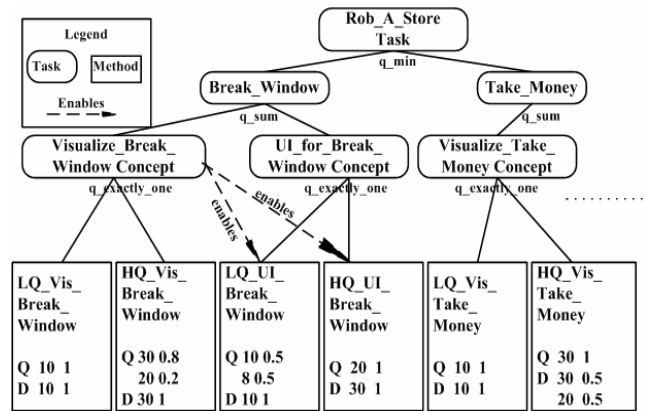 Rob_A_Store
Task
q_min
Legend
Task
Method
Enables
Break_Window
q_sum
Take_Money
q_sum
Visualize_Break_
Window Concept
q_exactly_one
UI_for_Break_
Window Concept
q_exactly_one
Visualize_Take_
Money Concept
q_exactly_one
enables
enables
. . . . . . . . . . . .
LQ_Vis_
Break_
Window
Q 10 1
D 10 1
HQ_Vis_
Break_
Window
Q 30 0.8
20 0.2
D 30 1
LQ_UI_
Break_
Window
Q 10 0.5
8 0.5
D 10 1
HQ_UI_
Break_
Window
Q 20 1
D 30 1
LQ_Vis_
Take_
Money
Q 10 1
D 10 1
HQ_Vis_
Take_
Money
Q 30 1
D 30 0.5
20 0.5